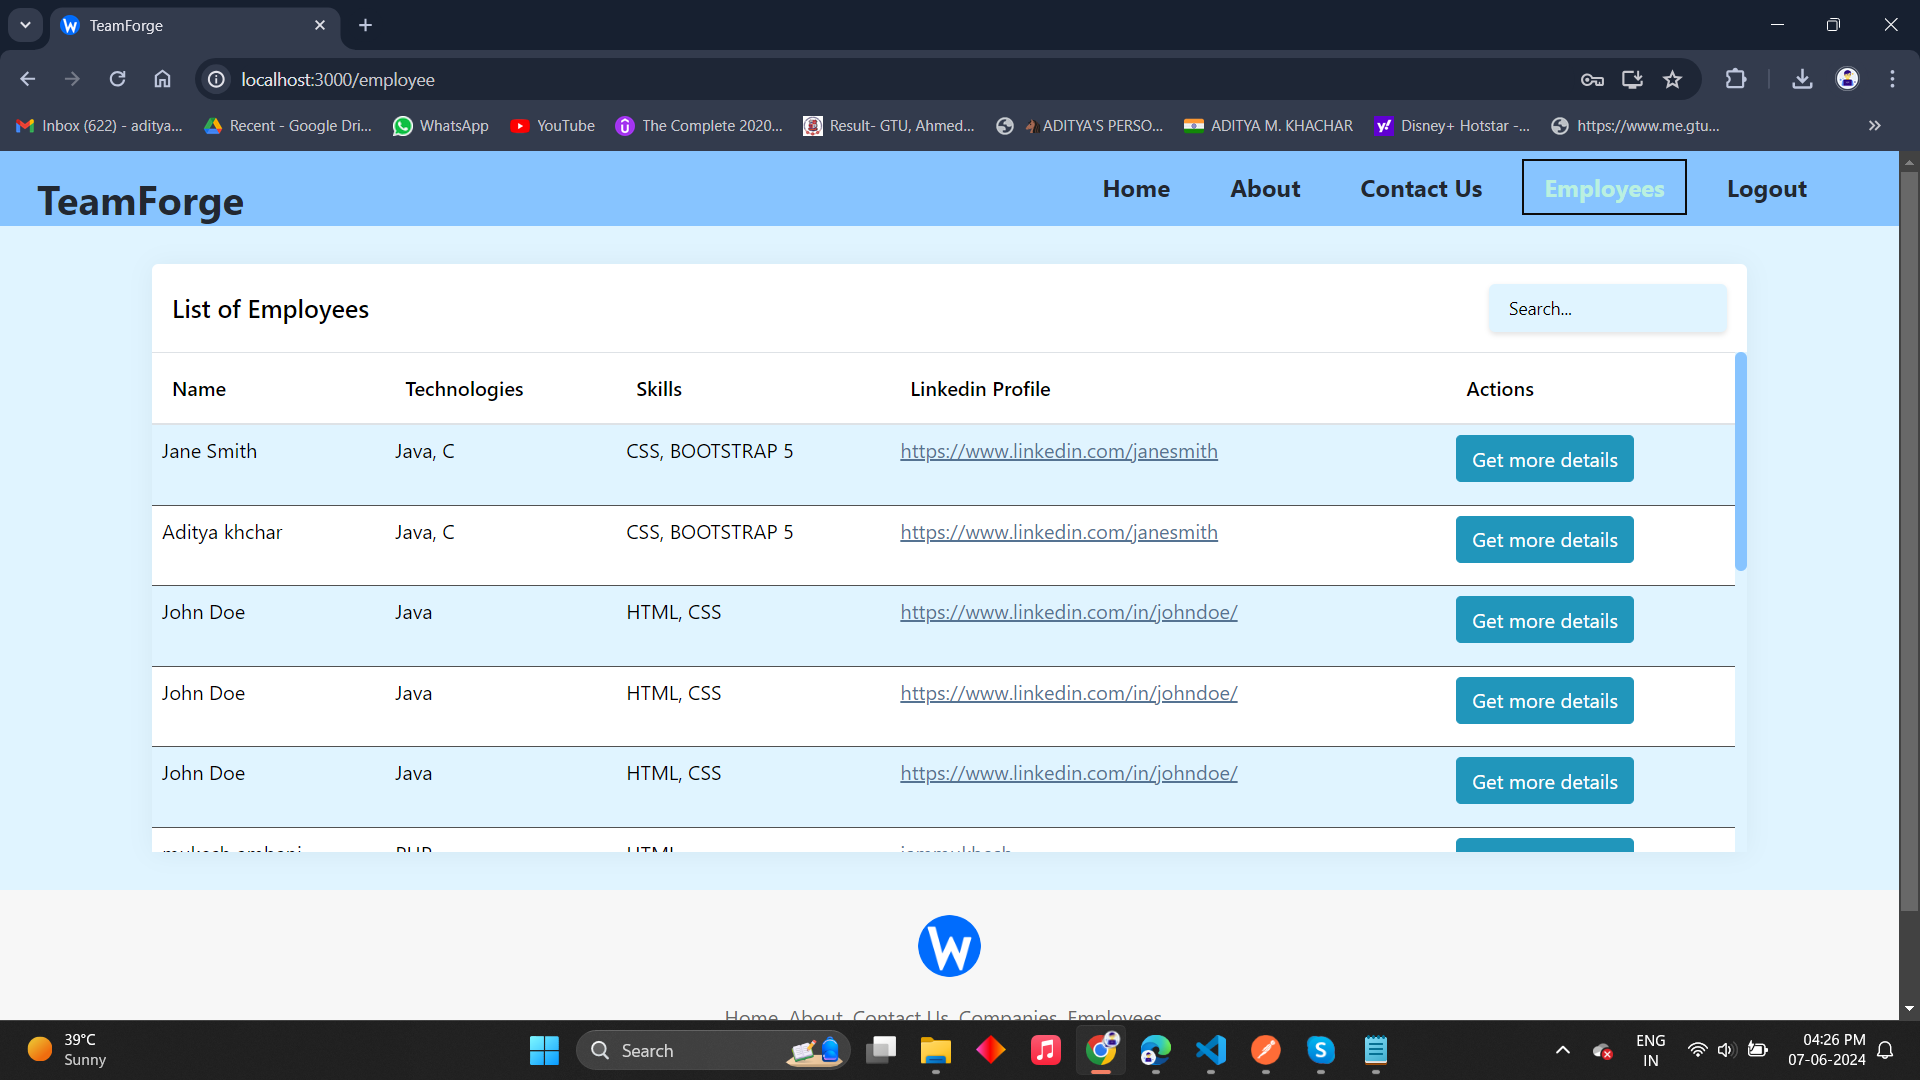 TeamForge
localhost:3000/employee
Inbox (622) - aditya... Recent - Google Dri... WhatsApp YouTube The Complete 2020... Result- GTU, Ahmed... ADITYA'S PERSO... ADITYA M. KHACHAR Disney+ Hotstar -... https://www.me.gtu...
TeamForge Home About Contact Us Employees Logout
List of Employees Search...
Name Technologies Skills Linkedin Profile Actions
Jane Smith Java, C CSS, BOOTSTRAP 5 https://www.linkedin.com/janesmith Get more details
Aditya khchar Java, C CSS, BOOTSTRAP 5 https://www.linkedin.com/janesmith Get more details
John Doe Java HTML, CSS https://www.linkedin.com/in/johndoe/ Get more details
John Doe Java HTML, CSS https://www.linkedin.com/in/johndoe/ Get more details
John Doe Java HTML, CSS https://www.linkedin.com/in/johndoe/ Get more details
mukesh ambani PHP HTML
W
Home About Contact Us Companies Employees
39°C
Sunny
Search
ENG
IN
04:26 PM
07-06-2024